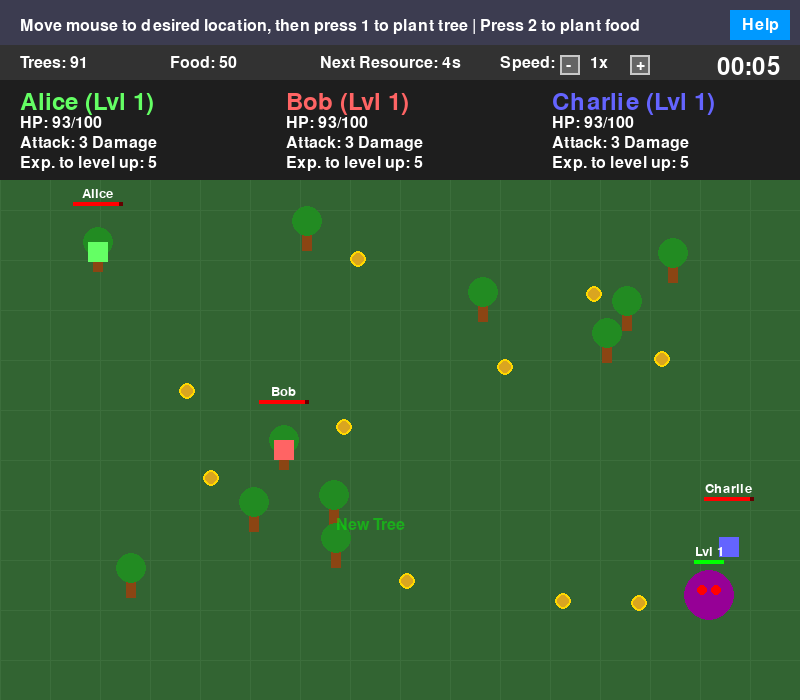 Move mouse to desired location, then press 1 to plant tree | Press 2 to plant food
Help
Trees: 91 Food: 50 Next Resource: 4s Speed: - 1x + 00:05
Alice (Lvl 1) Bob (Lvl 1) Charlie (Lvl 1)
HP: 93/100 HP: 93/100 HP: 93/100
Attack: 3 Damage Attack: 3 Damage Attack: 3 Damage
Exp. to level up: 5 Exp. to level up: 5 Exp. to level up: 5
Alice
Bob
Charlie
New Tree
Lvl 1